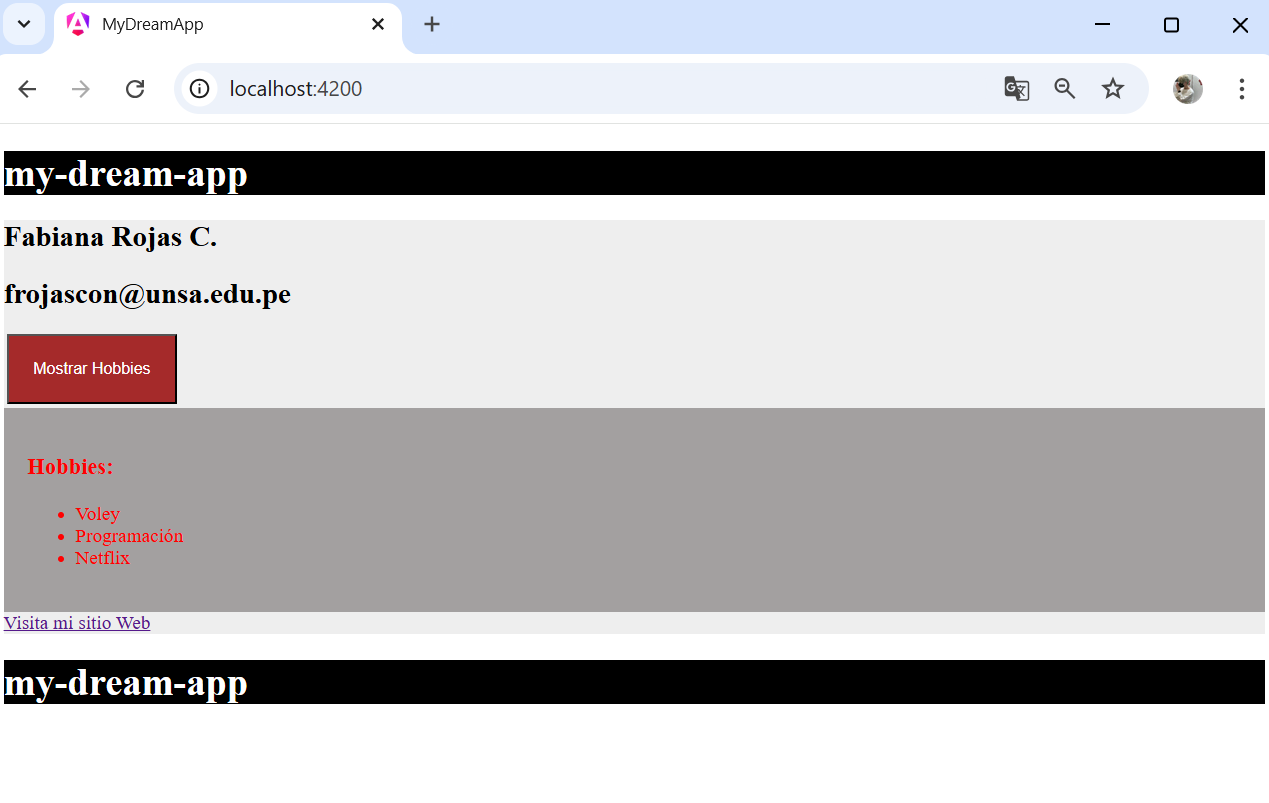 MyDreamApp
localhost:4200
my-dream-app
Fabiana Rojas C.
frojascon@unsa.edu.pe
Mostrar Hobbies
Hobbies:
Voley
Programación
Netflix
Visita mi sitio Web
my-dream-app